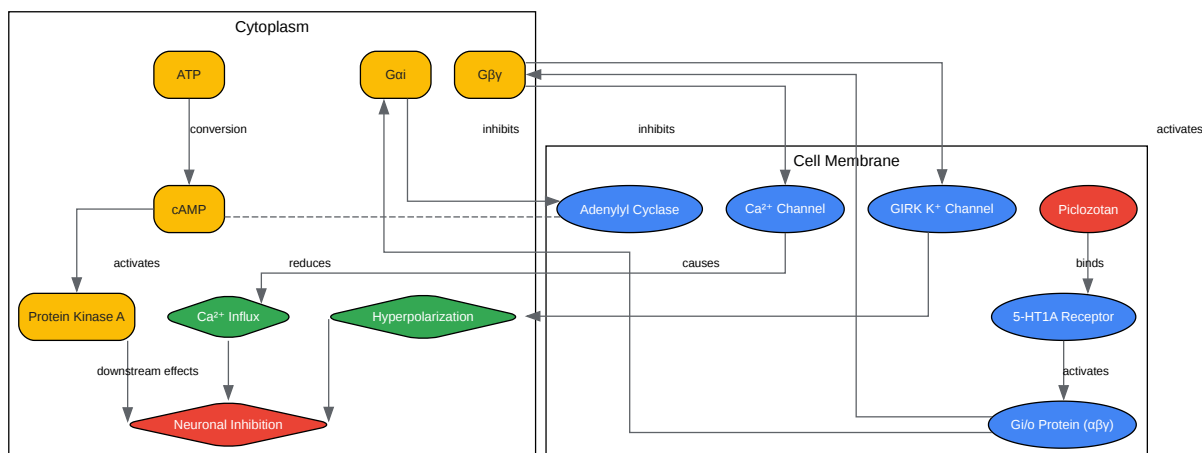 Cytoplasm
ATP
Gαi
Gβγ
conversion
inhibits
inhibits
activates
Cell Membrane
cAMP
Adenylyl Cyclase
Ca²⁺ Channel
GIRK K⁺ Channel
Piclozotan
activates
reduces
causes
binds
Protein Kinase A
Ca²⁺ Influx
Hyperpolarization
5-HT1A Receptor
downstream effects
activates
Neuronal Inhibition
Gi/o Protein (αβγ)